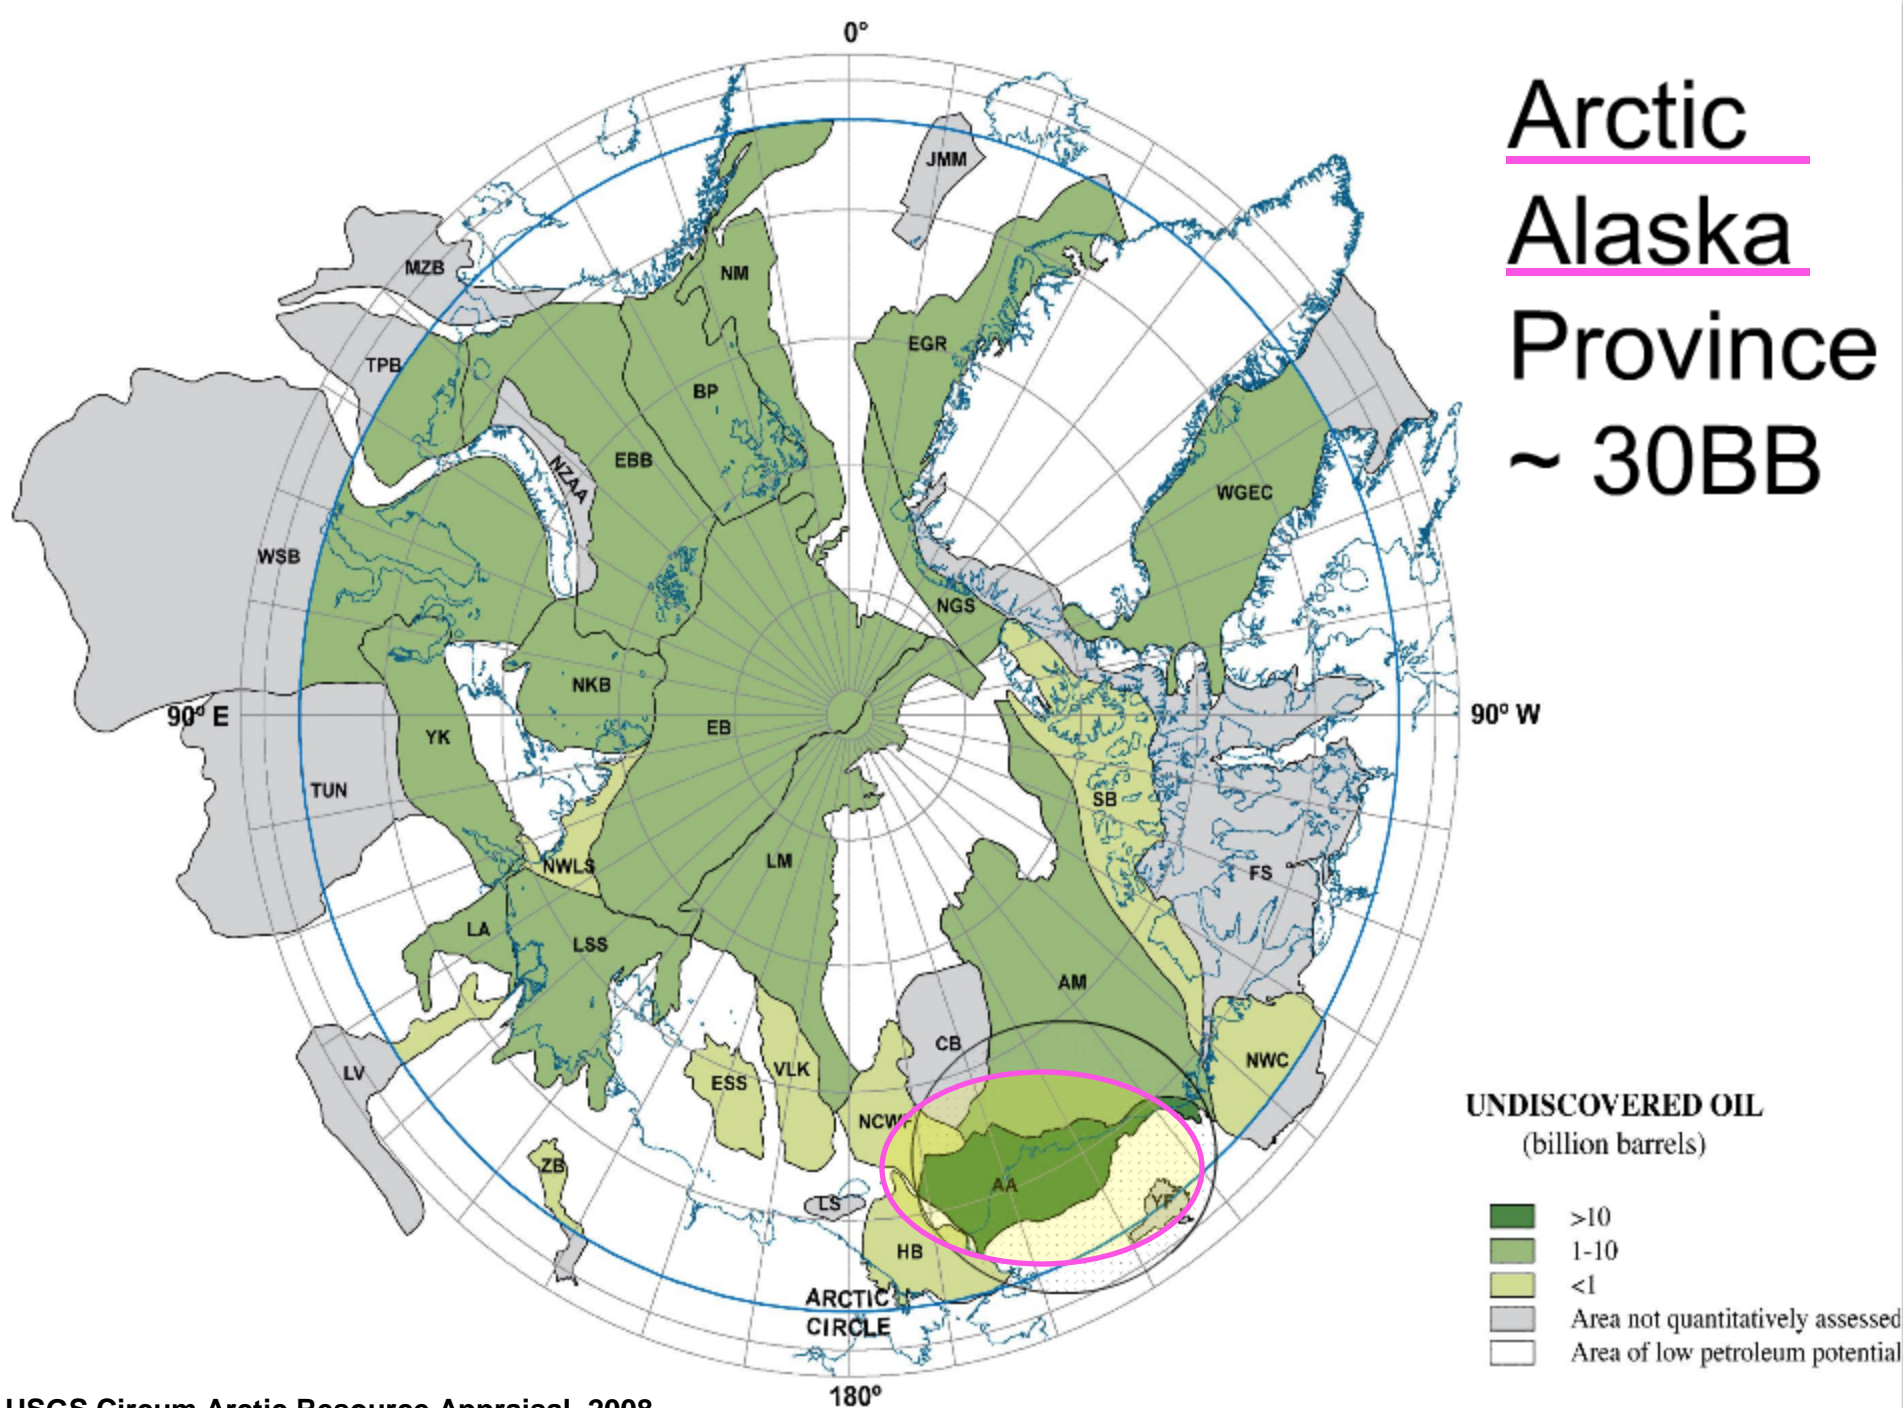 0°
Arctic
Alaska
Province
~ 30BB
JMM
MZB
NM
EGR
TPB
BP
EBB
NZAA
WGEC
WSB
NGS
NKB
90° E
90° W
YK
EB
TUN
SB
LM
NWLS
FS
LA
LSS
AM
CB
LV
NWC
VLK
ESS
NCWF
ZB
AA
LS
HB
ARCTIC
CIRCLE
180°
UNDISCOVERED OIL
(billion barrels)
>10
1-10
<1
Area not quantitatively assessed
Area of low petroleum potential
USGS Circum Arctic Resource Appraisal, 2008